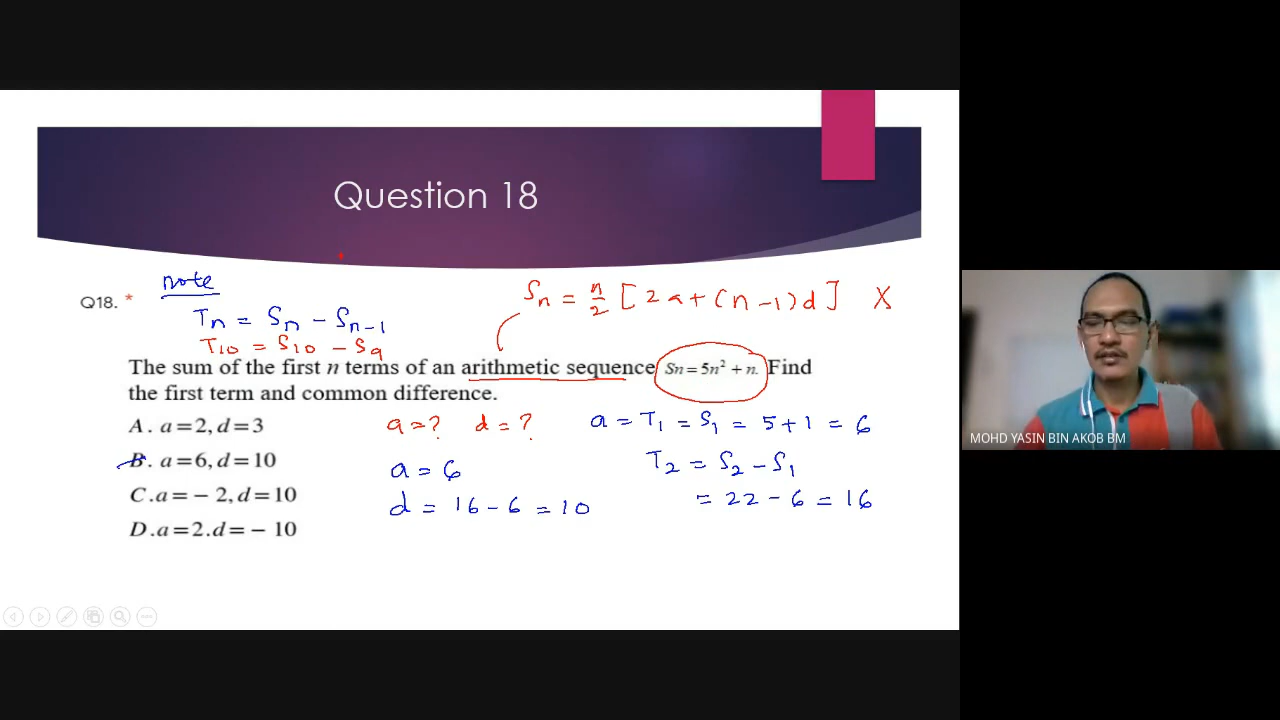 Question 18
Q18. *
note
Tn = Sn - Sn-1
T10 = S10 - S9
Sn = n/2 [2a + (n-1)d] X
The sum of the first n terms of an arithmetic sequence Sn = 5n² + n. Find
the first term and common difference.
A. a=2, d=3
B. a=6, d=10
C.a= - 2, d=10
D.a=2.d= - 10
a=? d=?
a = 6
d = 16 - 6 = 10
a = T1 = S1 = 5+1 = 6
T2 = S2 - S1
= 22 - 6 = 16
MOHD YASIN BIN AKOB BM